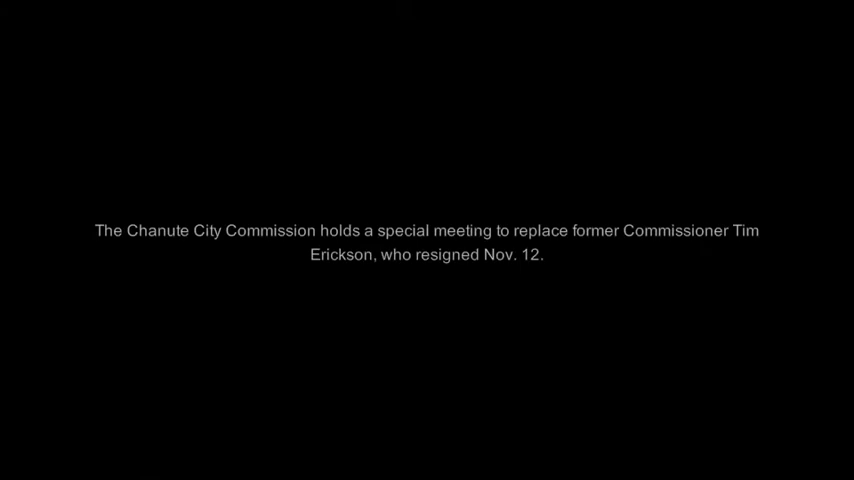 The Chanute City Commission holds a special meeting to replace former Commissioner Tim
Erickson, who resigned Nov. 12.